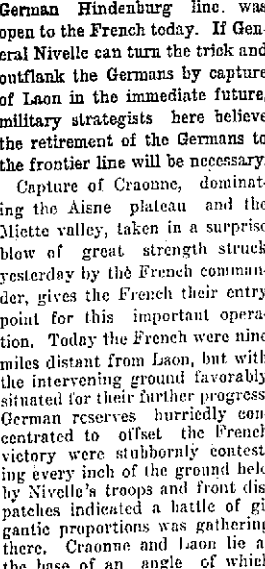 German Hindenburg line. was
open to the French today. If Gen-
eral Nivelle can turn the trick and
outflank the Germans by capture
of Laon in the immediate future,
military strategists here believe
the retirement of the Germans to
the frontier line will be necessary.
Capture of Craonne, dominat-
ing the Aisne plateau and the
Miette valley, taken in a surprise
blow of great strength struck
yesterday by the French comman-
der, gives the French their entry
point for this important opera-
tion. Today the French were nine
miles distant from Laon, but with
the intervening ground favorably
situated for their further progress
German reserves hurriedly con-
centrated to offset the French
victory were stubbornly contest-
ing every inch of the ground held
by Nivelle's troops and front dis-
patches indicated a battle of gi-
gantic proportions was gathering
there. Craonne and Laon lie a
the base of an angle of which